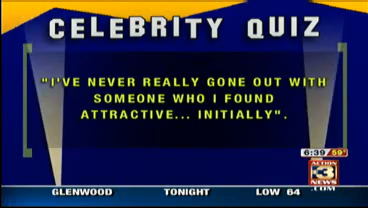 CELEBRITY QUIZ
"I'VE NEVER REALLY GONE OUT WITH
SOMEONE WHO I FOUND
ATTRACTIVE... INITIALLY".
6:39 59°
ACTION
3
NEWS
.COM
GLENWOOD TONIGHT LOW 64